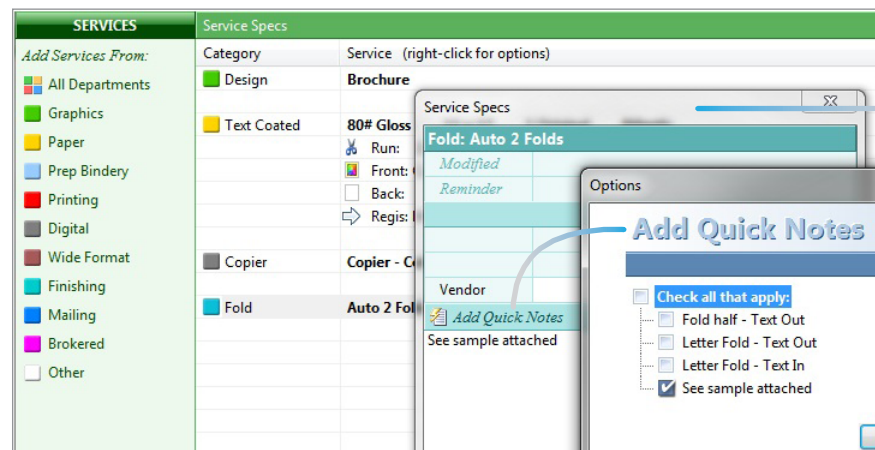 SERVICES
Add Services From:
All Departments
Graphics
Paper
Prep Bindery
Printing
Digital
Wide Format
Finishing
Mailing
Brokered
Other
Service Specs
Category Service (right-click for options)
Design Brochure
Text Coated 80# Gloss
Run:
Front:
Back:
Regis:
Copier Copier -
Fold Auto 2 Fol
Service Specs
Fold: Auto 2 Folds
Modified
Reminder
Vendor
Add Quick Notes
See sample attached
Options
Add Quick Notes
Check all that apply:
Fold half - Text Out
Letter Fold - Text Out
Letter Fold - Text In
See sample attached